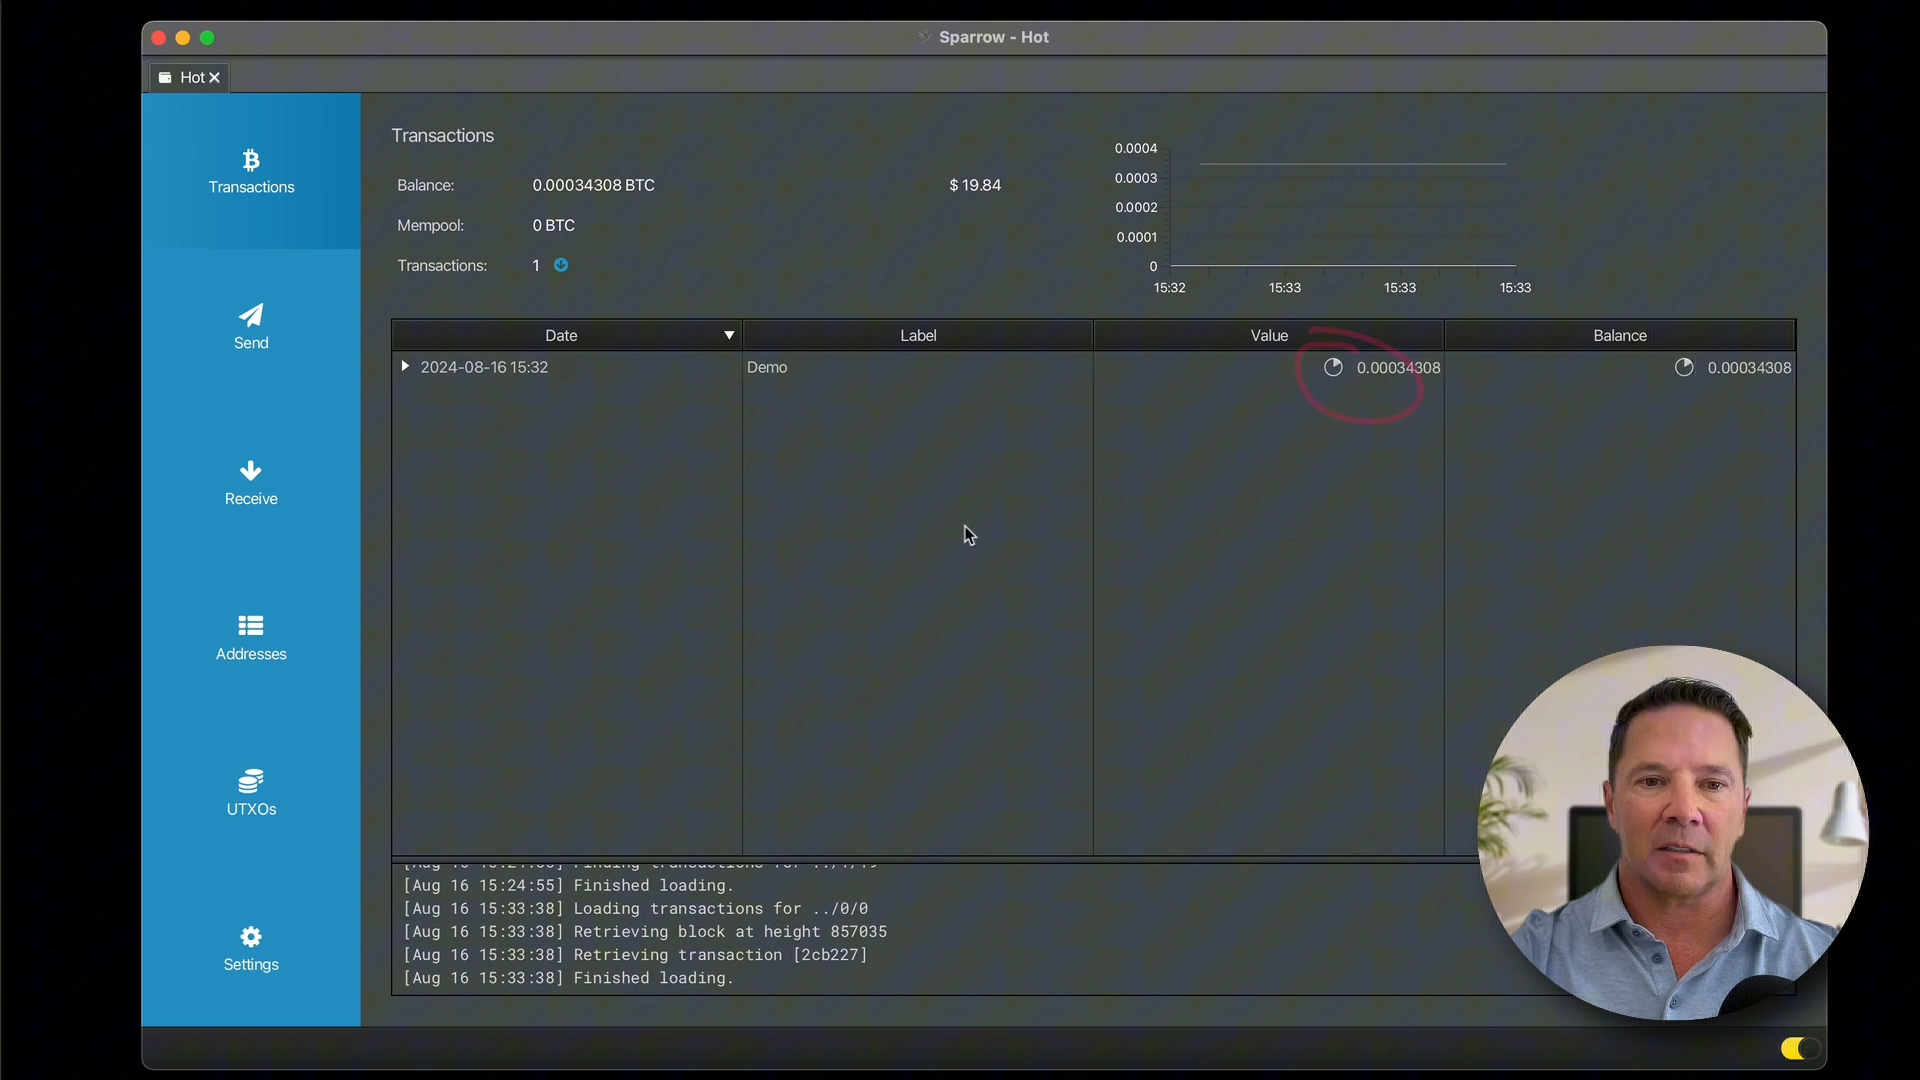 Sparrow - Hot
Hot
Transactions
Send
Receive
Addresses
UTXOs
Settings
Transactions
Balance: 0.00034308 BTC $ 19.84
Mempool: 0 BTC
Transactions: 1
0.0004
0.0003
0.0002
0.0001
0
15:32 15:33 15:33 15:33
Date Label Value Balance
2024-08-16 15:32 Demo 0.00034308 0.00034308
[Aug 16 15:24:55] Finished loading.
[Aug 16 15:33:38] Loading transactions for ../0/0
[Aug 16 15:33:38] Retrieving block at height 857035
[Aug 16 15:33:38] Retrieving transaction [2cb227]
[Aug 16 15:33:38] Finished loading.